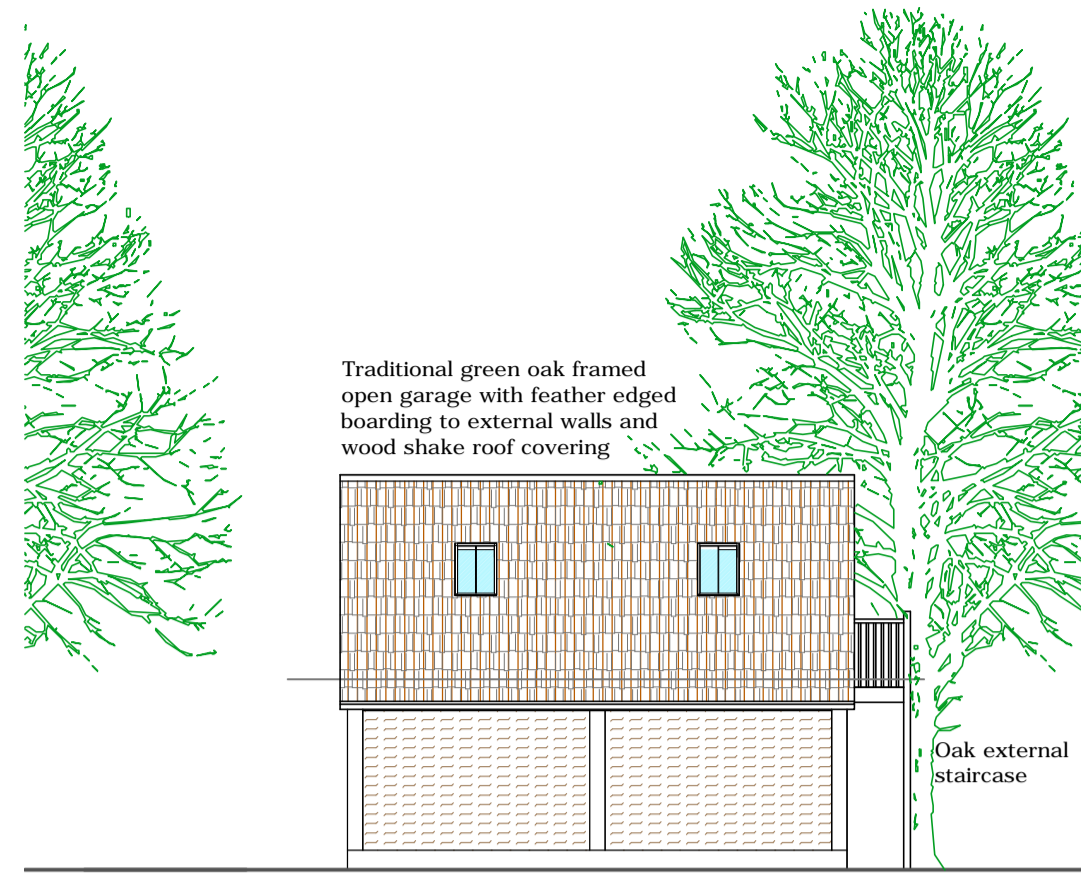 Traditional green oak framed
open garage with feather edged
boarding to external walls and
wood shake roof covering
Oak external
staircase